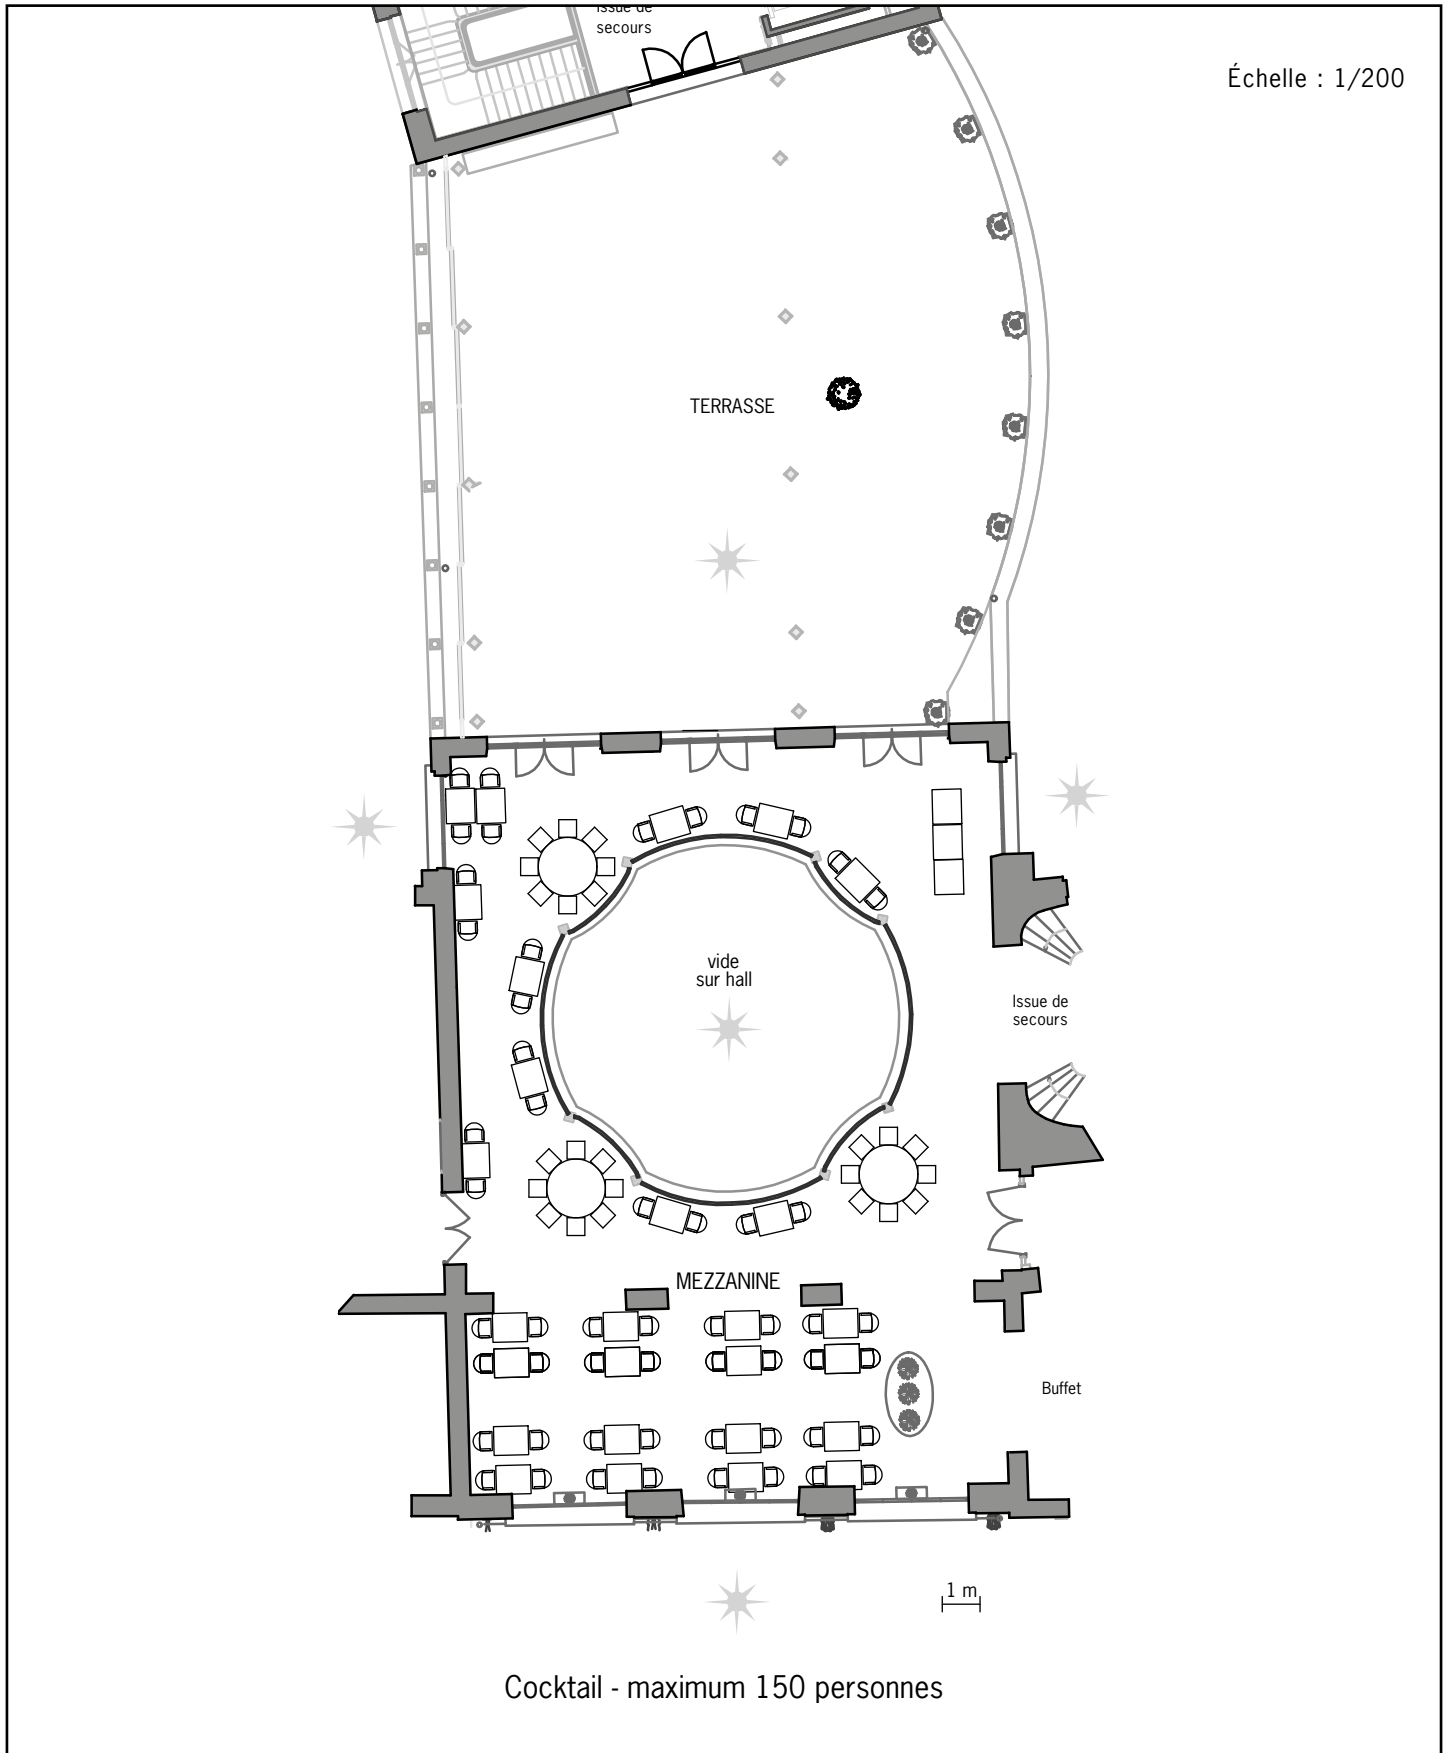 Issue de
secours
Échelle : 1/200
TERRASSE
vide
sur hall
Issue de
secours
MEZZANINE
Buffet
1 m
Cocktail - maximum 150 personnes